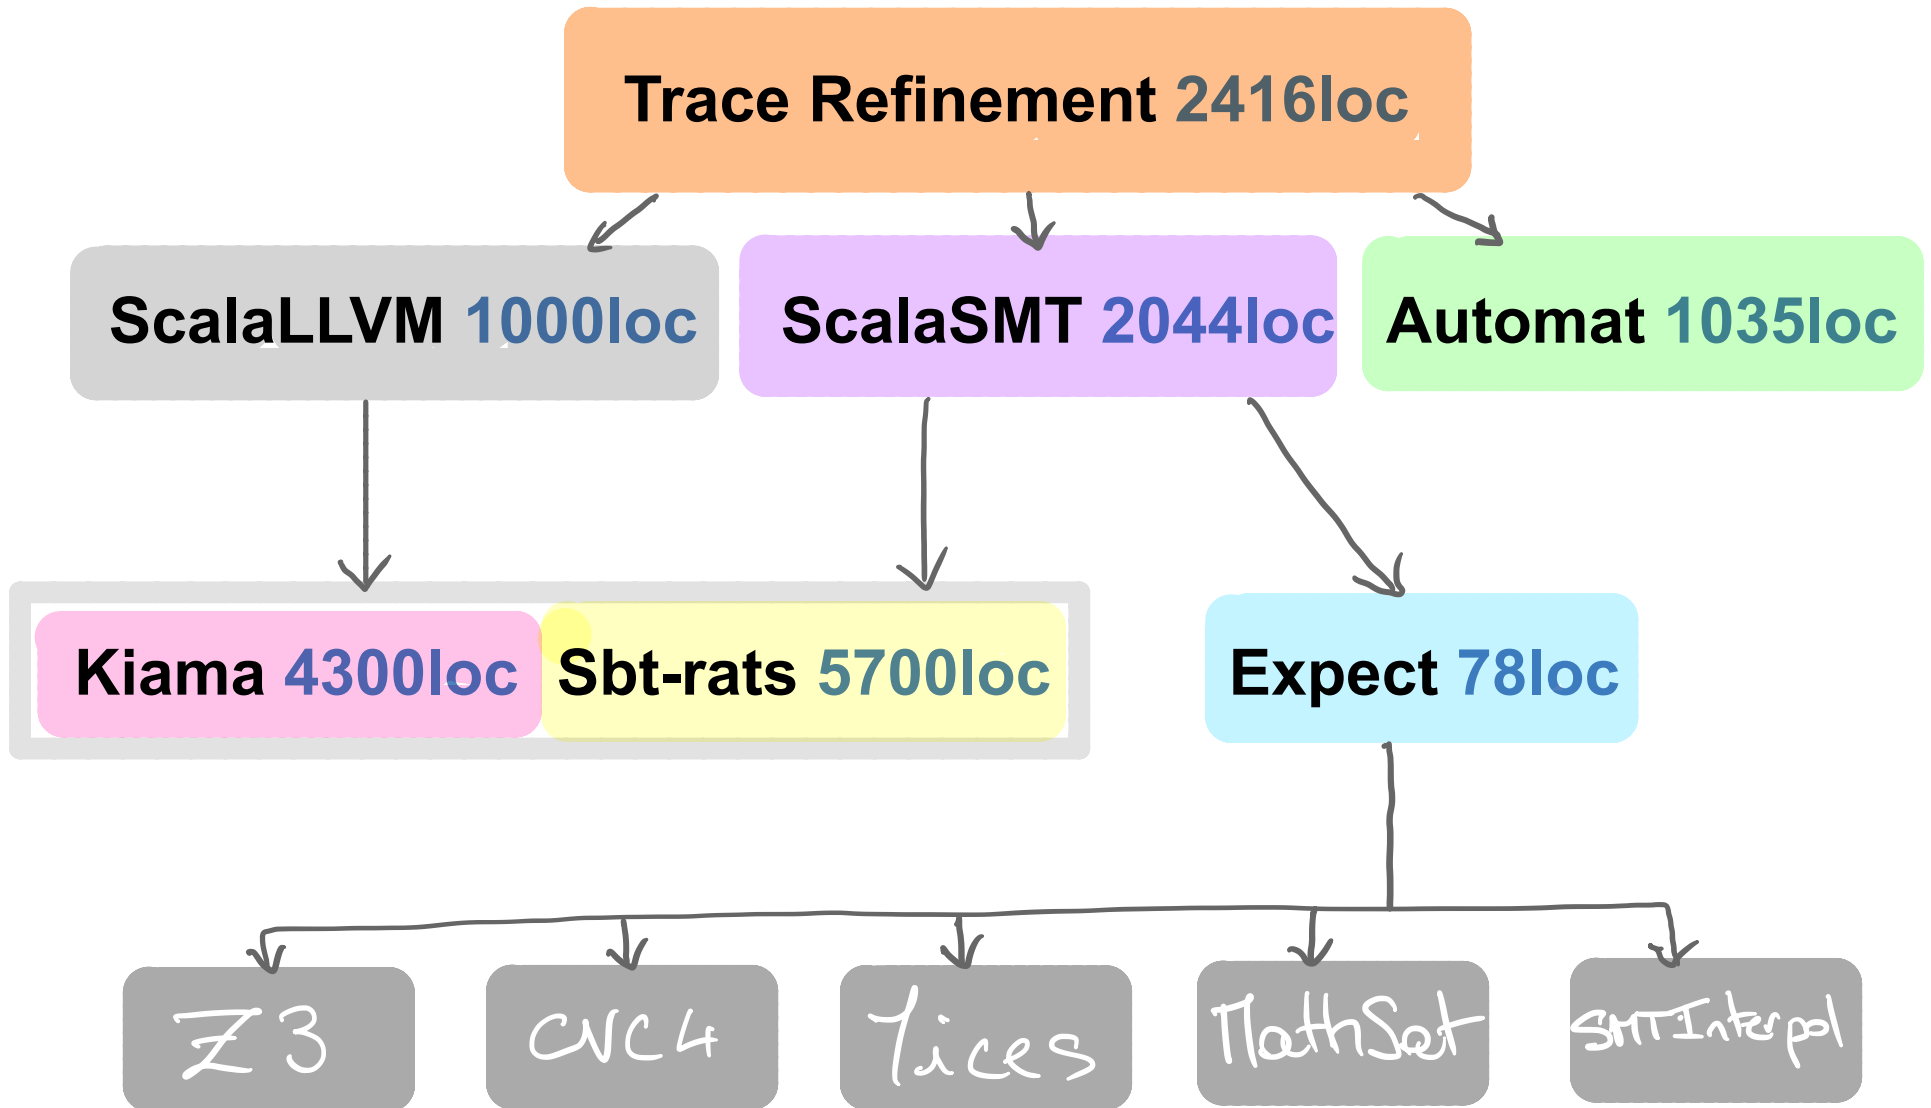 Trace Refinement 2416loc
ScalaLLVM 1000loc
ScalaSMT 2044loc
Automat 1035loc
Kiama 4300loc
Sbt-rats 5700loc
Expect 78loc
Z3
CVC4
Yices
MathSat
SMTInterpol